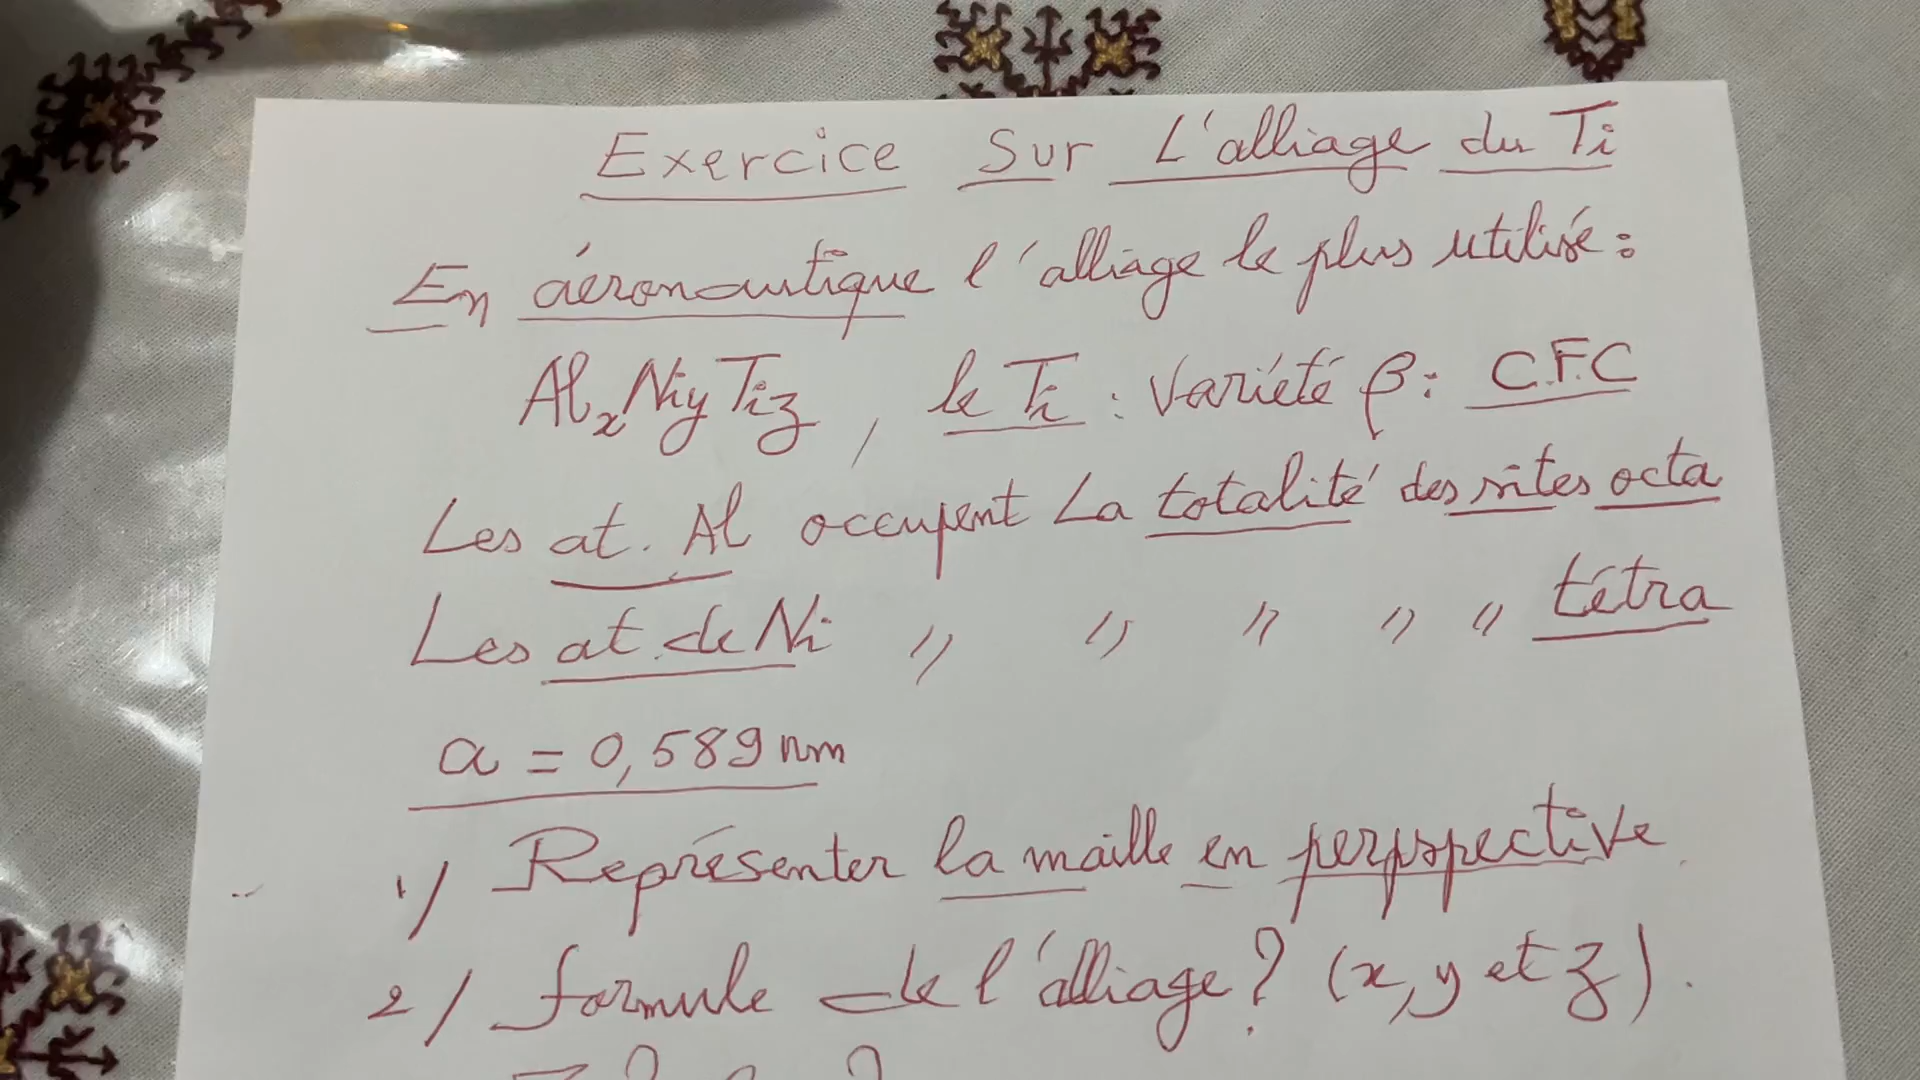 Exercice Sur L'alliage du Ti
En aéronautique l'alliage le plus utilisé :
AlxNiyTiz, le Ti : variété β : C.F.C
Les at. Al occupent La totalité des sites octa
Les at. de Ni " " " " " tétra
a = 0,589 nm
1) Représenter la maille en perpspective
2) formule de l'alliage ? (x, y et z).